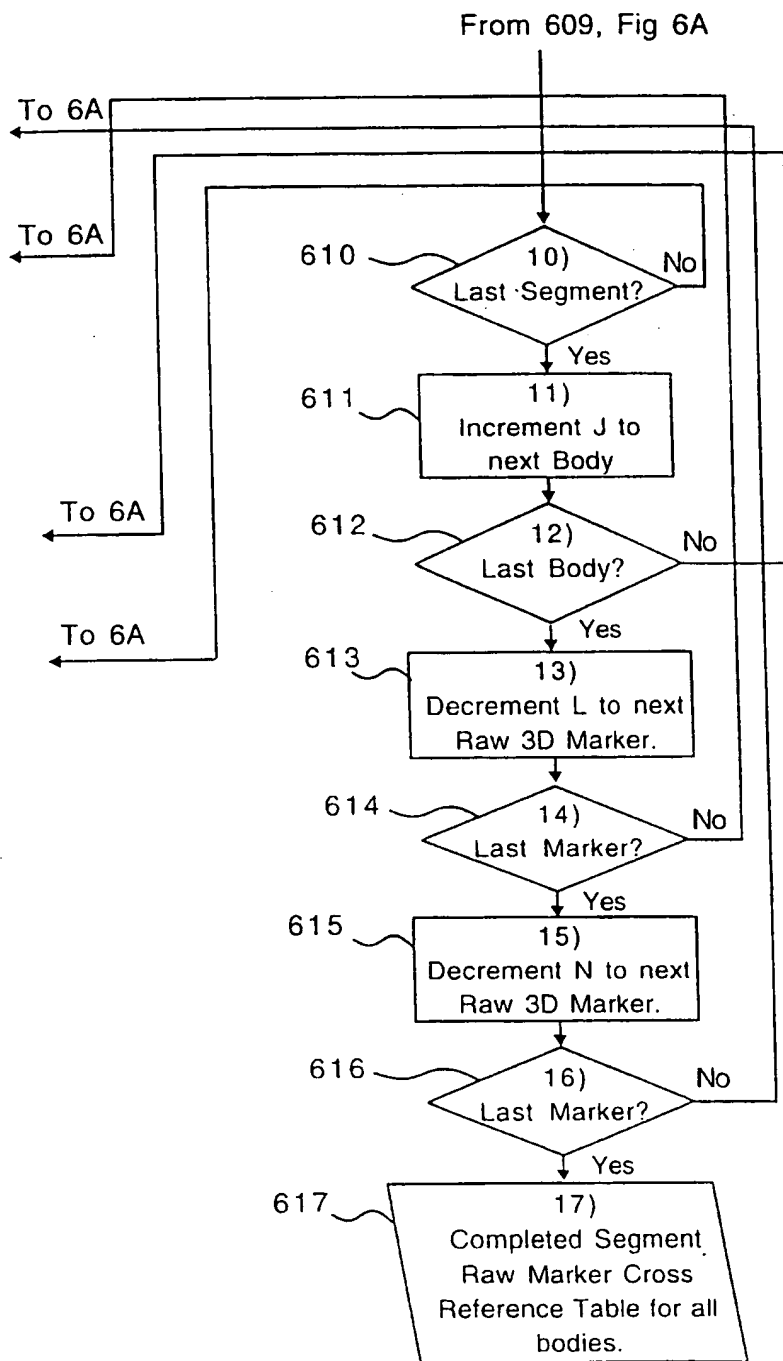 From 609, Fig 6A
To 6A
To 6A
610
10)
Last Segment?
No
Yes
611
11)
Increment J to
next Body
To 6A
612
12)
Last Body?
No
Yes
To 6A
613
13)
Decrement L to next
Raw 3D Marker.
614
14)
Last Marker?
No
Yes
615
15)
Decrement N to next
Raw 3D Marker.
616
16)
Last Marker?
No
Yes
617
17)
Completed Segment
Raw Marker Cross
Reference Table for all
bodies.